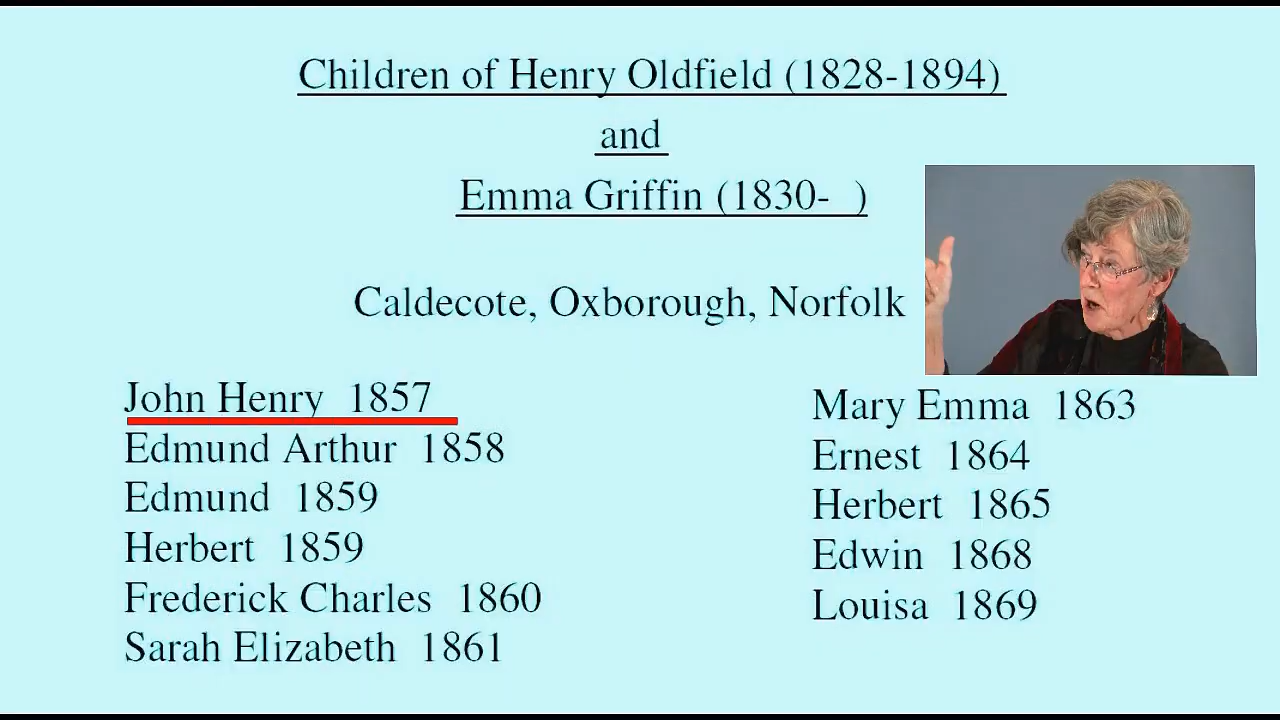 Children of Henry Oldfield (1828-1894)
and
Emma Griffin (1830-  )
Caldecote, Oxborough, Norfolk
John Henry  1857
Edmund Arthur  1858
Edmund  1859
Herbert  1859
Frederick Charles  1860
Sarah Elizabeth  1861
Mary Emma  1863
Ernest  1864
Herbert  1865
Edwin  1868
Louisa  1869